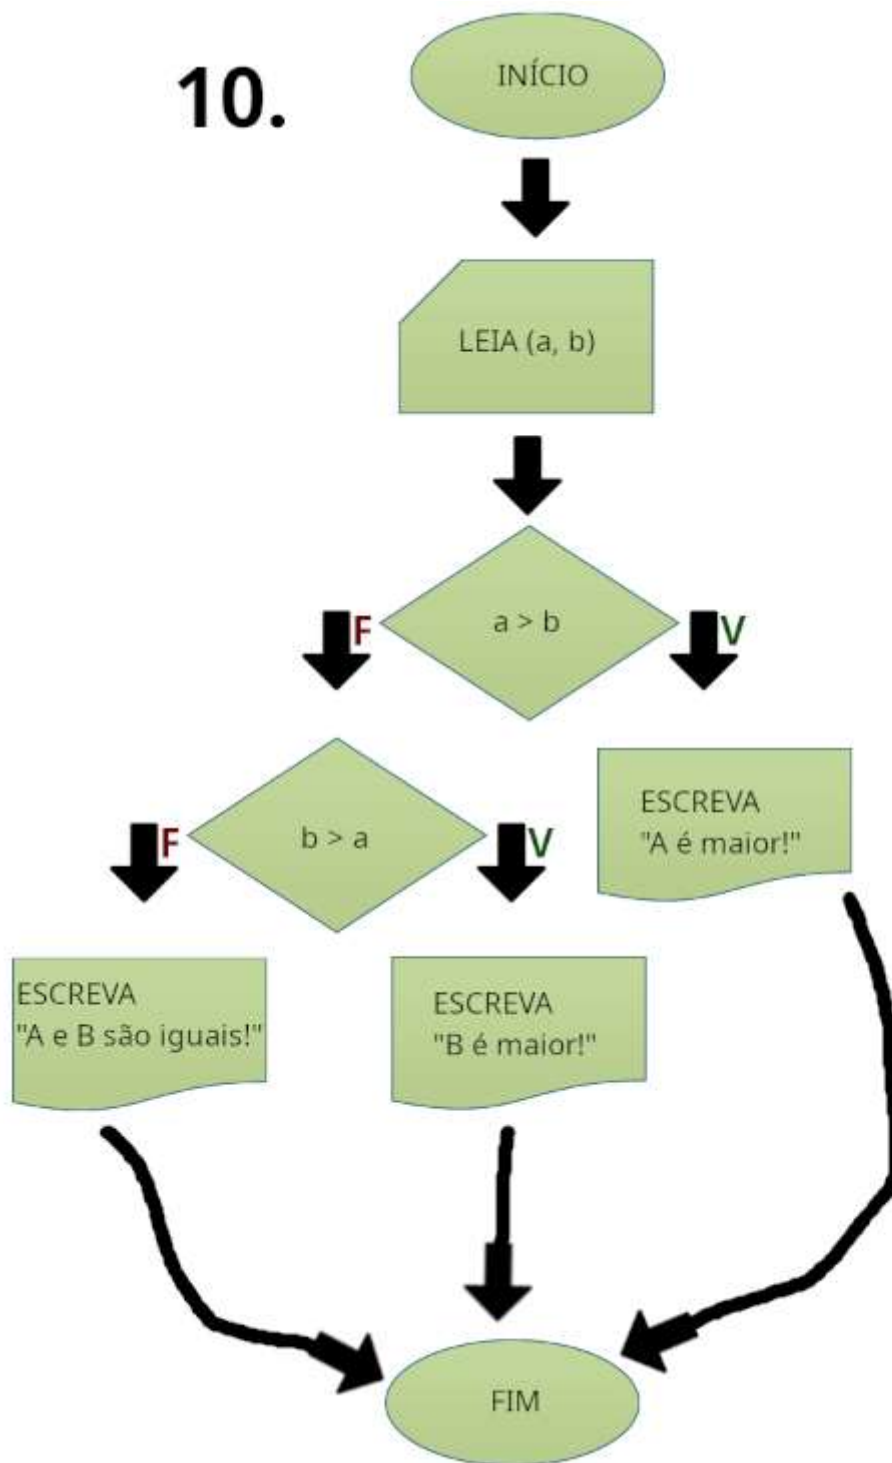 10.
INÍCIO
LEIA (a, b)
a > b
F
V
b > a
F
V
ESCREVA
"A é maior!"
ESCREVA
"A e B são iguais!"
ESCREVA
"B é maior!"
FIM